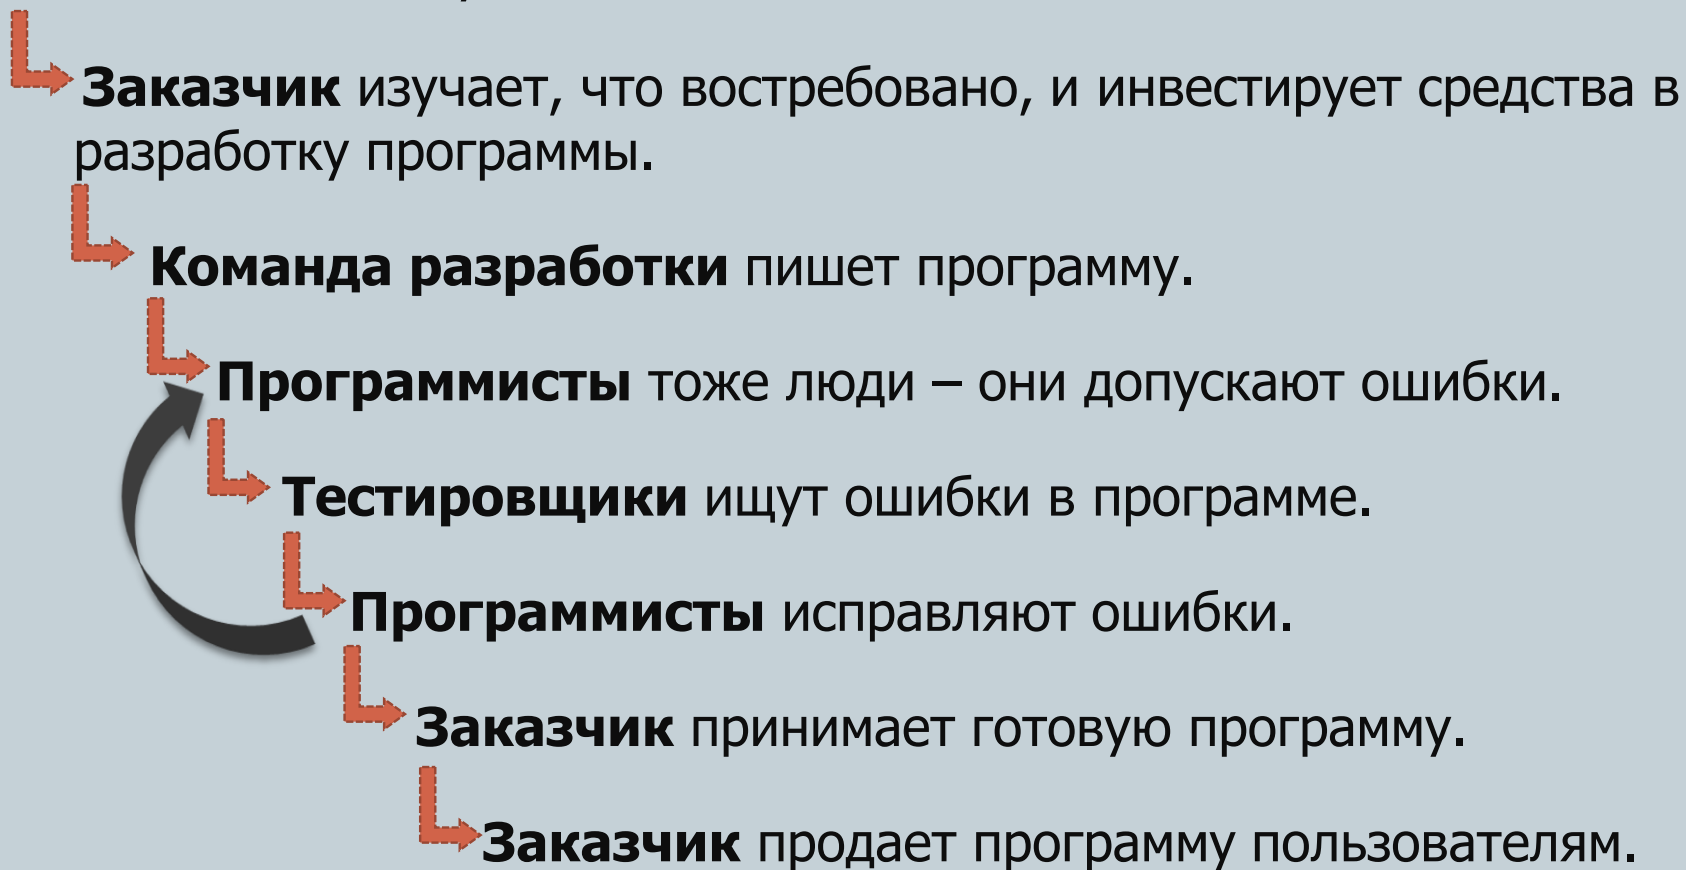 Заказчик изучает, что востребовано, и инвестирует средства в
разработку программы.
Команда разработки пишет программу.
Программисты тоже люди – они допускают ошибки.
Тестировщики ищут ошибки в программе.
Программисты исправляют ошибки.
Заказчик принимает готовую программу.
Заказчик продает программу пользователям.